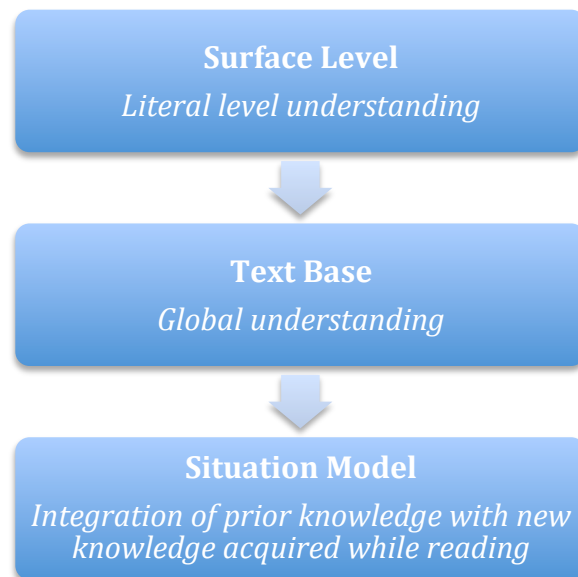 Surface Level
Literal level understanding
Text Base
Global understanding
Situation Model
Integration of prior knowledge with new
knowledge acquired while reading